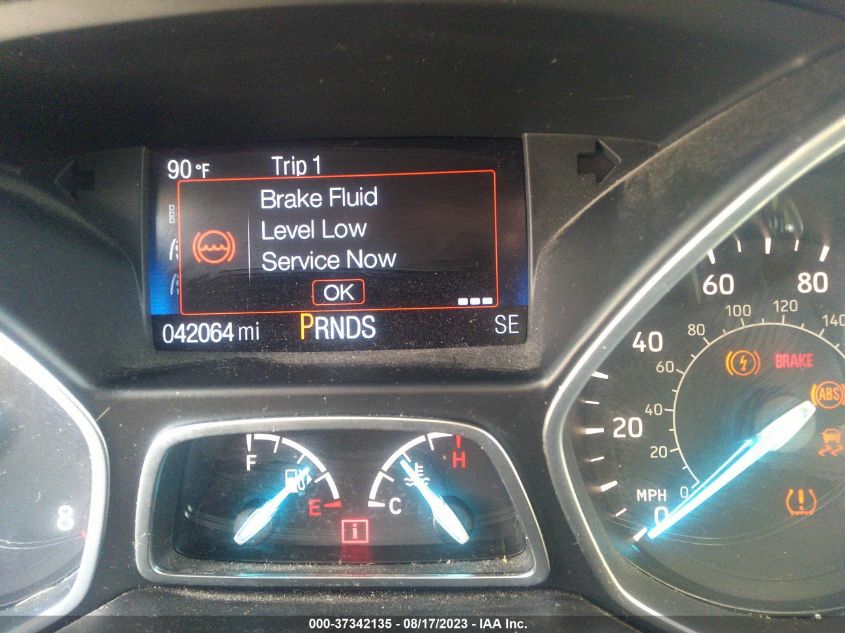 90 °F Trip 1
Brake Fluid
Level Low
Service Now
OK
042064 mi PRNDS SE
F
E
H
C
i
8
BRAKE
ABS
MPH
0
20
40
60
80
0
20
40
60
80
100
120
140
000-37342135 - 08/17/2023 - IAA Inc.